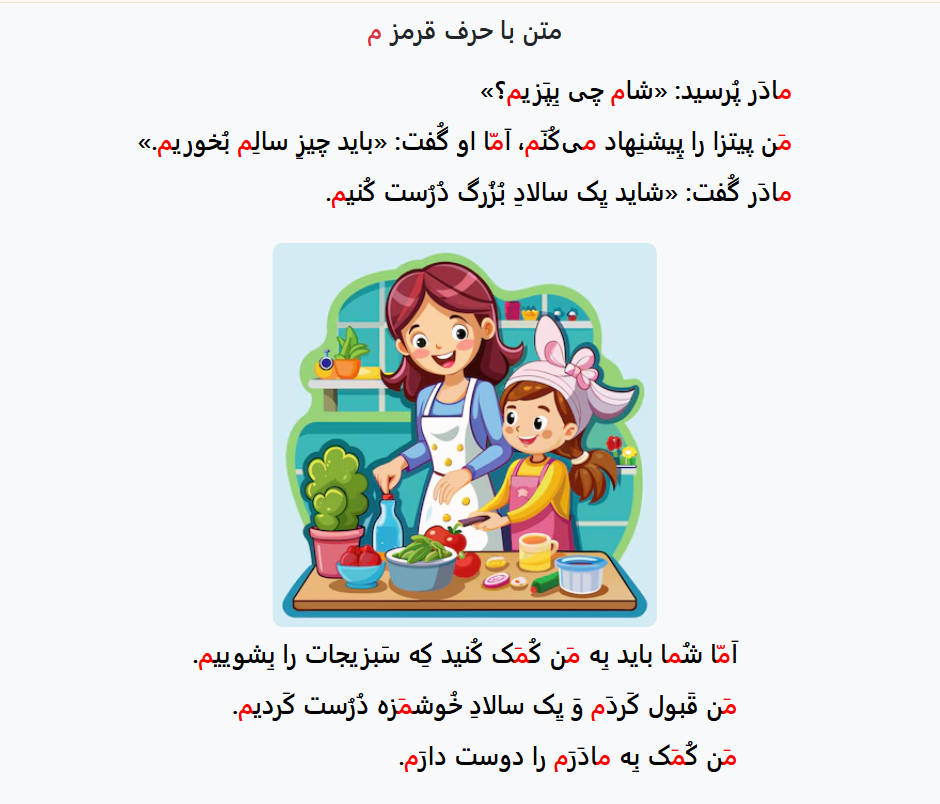 متن با حرف قرمز م
مادَر پُرسید: «شام چی بِپَزیم؟»
مَن پیتزا را پِیشنِهاد می‌کُنَم، اَمّا او گُفت: «باید چیزِ سالِم بُخوریم.»
مادَر گُفت: «شاید یِک سالادِ بُزُرگ دُرُست کُنیم.
اَمّا شُما باید بِه مَن کُمَک کُنید کِه سَبزیجات را بِشوییم.
مَن قَبول کَردَم وَ یِک سالادِ خُوشمَزه دُرُست کَردیم.
مَن کُمَک بِه مادَرَم را دوست دارَم.